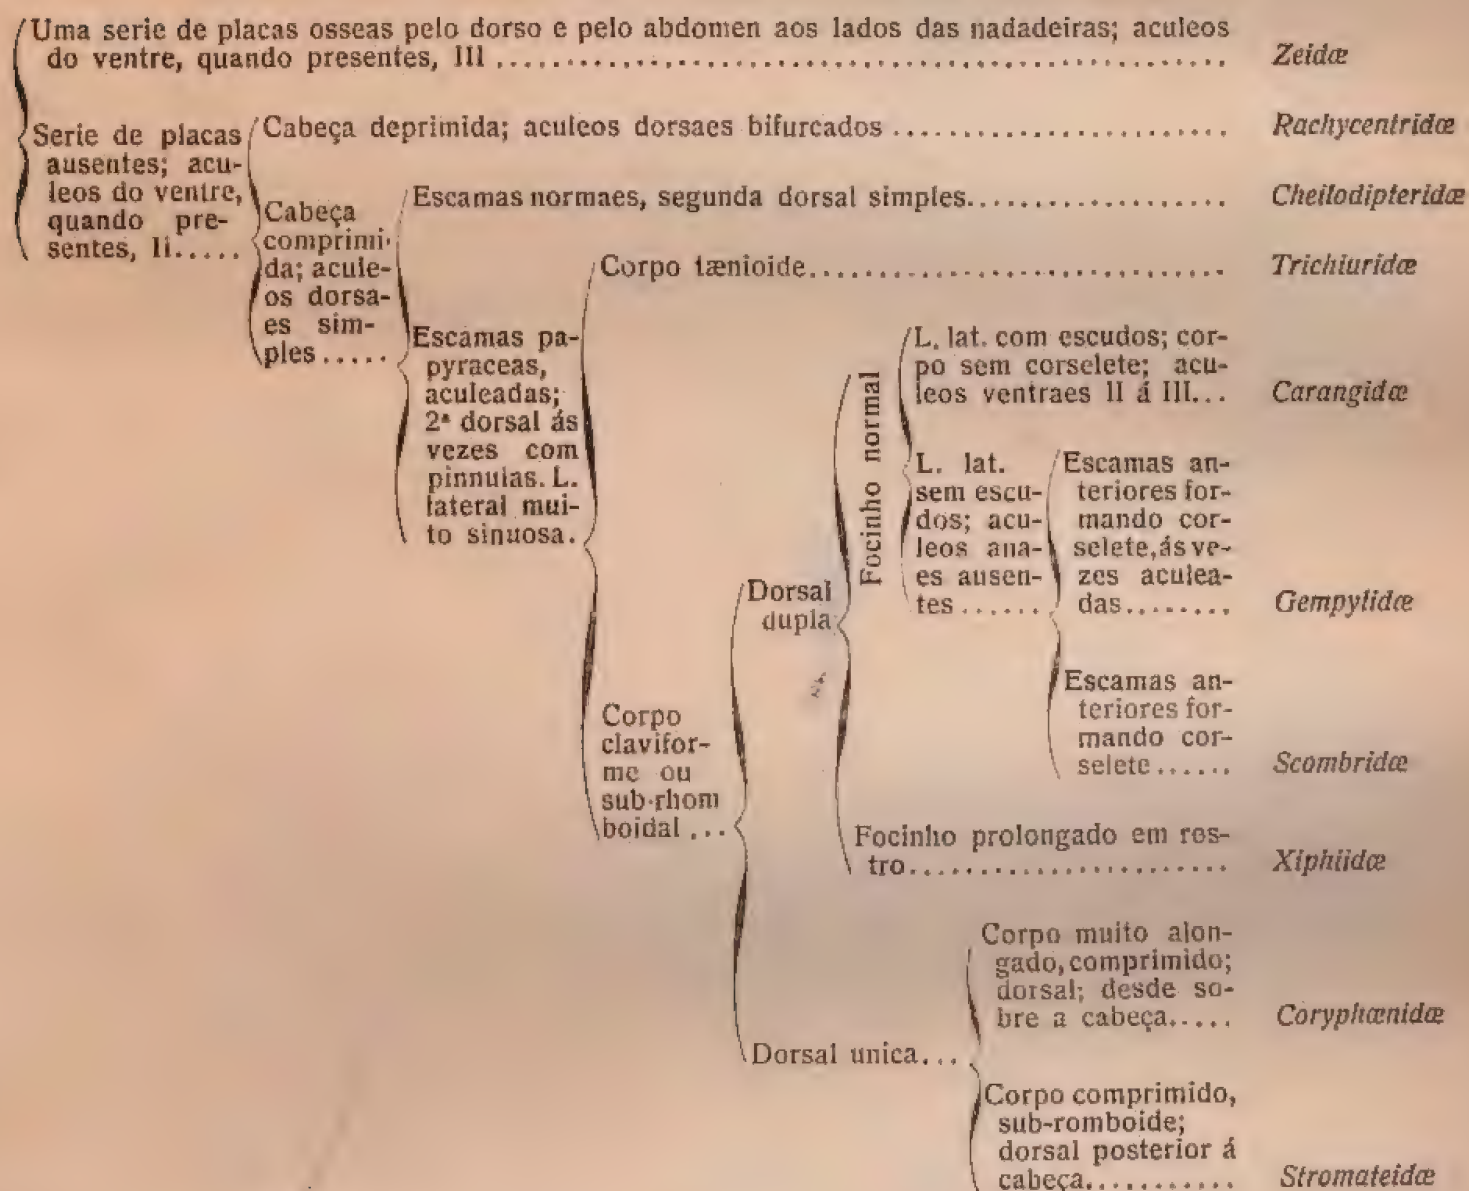 Uma serie de placas osseas pelo dorso e pelo abdomen aos lados das nadadeiras; aculeos
do ventre, quando presentes, III ........ Zeidæ
Serie de placas
ausentes; acu-
leos do ventre,
quando pre-
sentes, II.....
Cabeça deprimida; aculeos dorsaes bifurcados ........ Rachycentridæ
Cabeça
comprimi-
da; acule-
os dorsa-
es sim-
ples.....
Escamas normaes, segunda dorsal simples........ Cheilodipteridæ
Escamas pa-
pyraceas,
aculeadas;
2ª dorsal ás
vezes com
pinnulas. L.
lateral mui-
to sinuosa.
Corpo tænioide........ Trichiuridæ
Corpo
clavifor-
me ou
sub-rhom
boidal ...
Dorsal
dupla
Focinho normal
L. lat. com escudos; cor-
po sem corselete; acu-
leos ventraes II á III... Carangidæ
L. lat.
sem escu-
dos; acu-
leos ana-
es ausen-
tes ......
Escamas an-
teriores for-
mando cor-
selete, ás ve-
zes aculea-
das........ Gempylidæ
Escamas an-
teriores for-
mando cor-
selete...... Scombridæ
Focinho prolongado em ros-
tro........ Xiphiidæ
Dorsal unica...
Corpo muito alon-
gado, comprimido;
dorsal; desde so-
bre a cabeça..... Coryphænidæ
Corpo comprimido,
sub-romboide;
dorsal posterior á
cabeça........... Stromateidæ